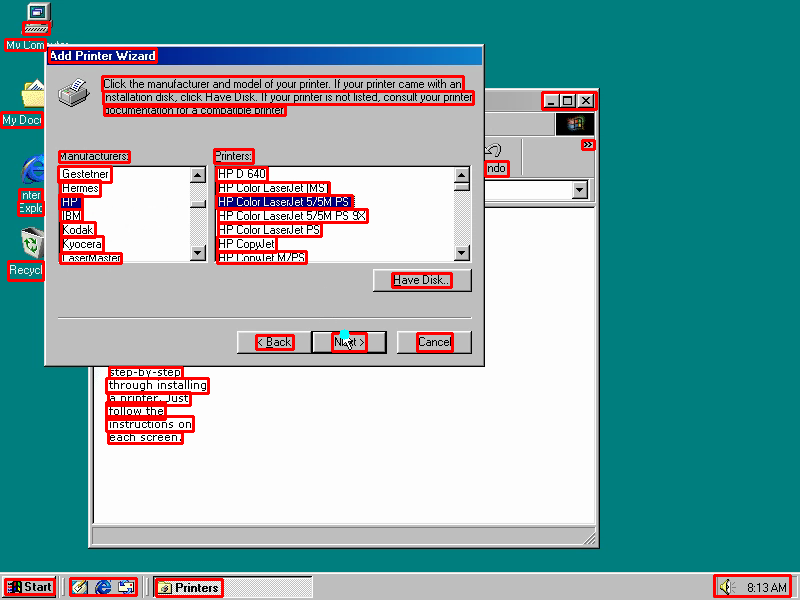 My Computer
Add Printer Wizard
Click the manufacturer and model of your printer. If your printer came with an
installation disk, click Have Disk. If your printer is not listed, consult your printer
documentation for a compatible printer.
My Docu
Manufacturers:
Printers:
Gestetner
Hermes
HP
IBM
Kodak
Kyocera
LaserMaster
HP D 640
HP Color LaserJet (MS)
HP Color LaserJet 5/5M PS
HP Color LaserJet 5/5M PS 9X
HP Color LaserJet PS
HP CopyJet
HP CopyJet M/PS
ndo
»
Inter
Explo
Recycl
Have Disk...
< Back
Next >
Cancel
step-by-step
through installing
a printer. Just
follow the
instructions on
each screen.
Start
Printers
8:13 AM